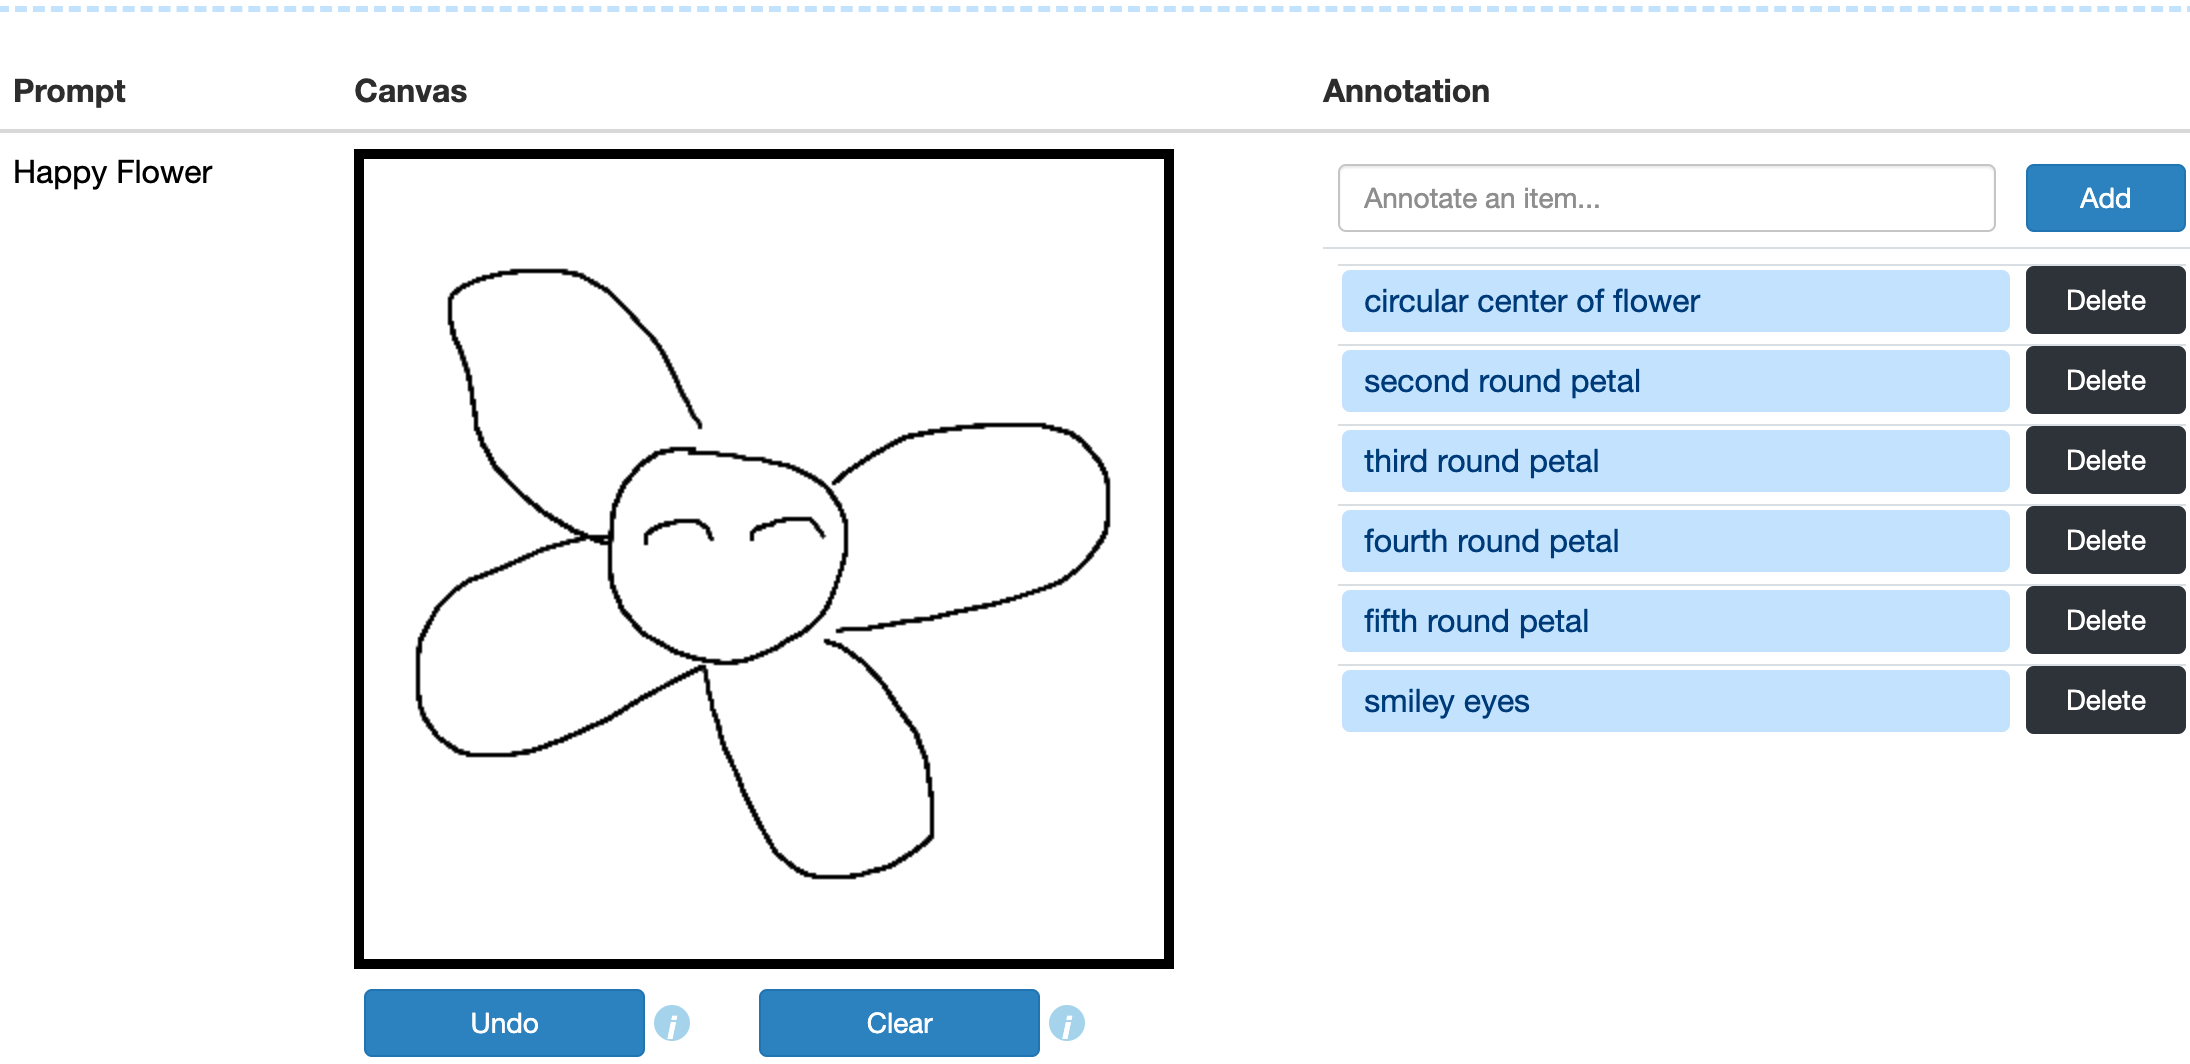 Prompt
Canvas
Annotation
Happy Flower
Annotate an item...
Add
circular center of flower
Delete
second round petal
Delete
third round petal
Delete
fourth round petal
Delete
fifth round petal
Delete
smiley eyes
Delete
Undo
i
Clear
i